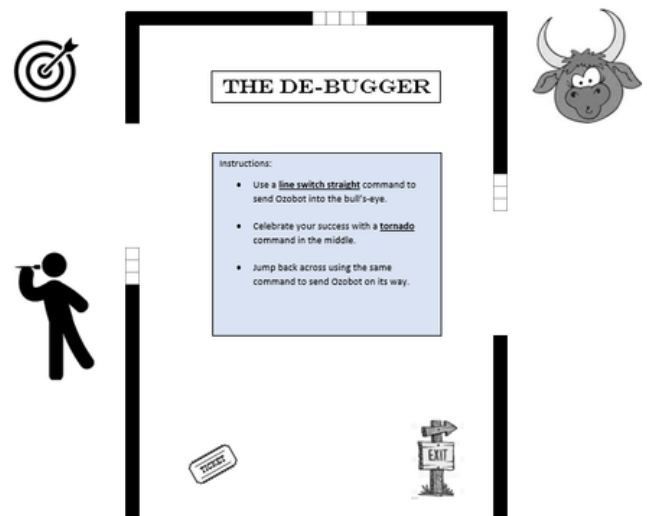 THE DE-BUGGER
Instructions:
• Use a line switch straight command to
send Ozobot into the bull's-eye.
• Celebrate your success with a tornado
command in the middle.
• Jump back across using the same
command to send Ozobot on its way.
TICKET
EXIT